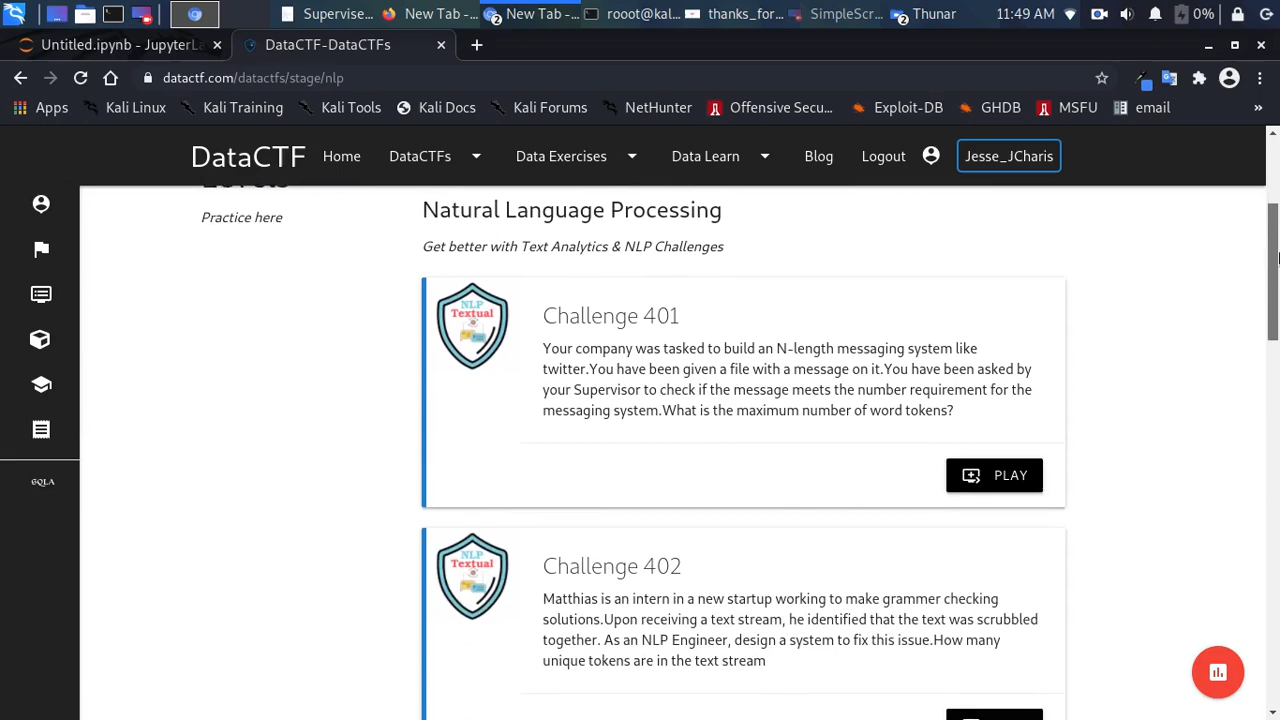 Supervise...
New Tab -...
New Tab -...
rooot@kal...
thanks_for...
SimpleScr...
Thunar
11:49 AM
0%
Untitled.ipynb - JupyterLa
DataCTF-DataCTFs
datactf.com/datactfs/stage/nlp
Apps
Kali Linux
Kali Training
Kali Tools
Kali Docs
Kali Forums
NetHunter
Offensive Secu...
Exploit-DB
GHDB
MSFU
email
»
DataCTF
Home
DataCTFs
Data Exercises
Data Learn
Blog
Logout
Jesse_JCharis
Levels
Practice here
Natural Language Processing
Get better with Text Analytics & NLP Challenges
NLP
Textual
Challenge 401
Your company was tasked to build an N-length messaging system like
twitter.You have been given a file with a message on it.You have been asked by
your Supervisor to check if the message meets the number requirement for the
messaging system.What is the maximum number of word tokens?
PLAY
NLP
Textual
Challenge 402
Matthias is an intern in a new startup working to make grammer checking
solutions.Upon receiving a text stream, he identified that the text was scrubbled
together. As an NLP Engineer, design a system to fix this issue.How many
unique tokens are in the text stream
SQLA